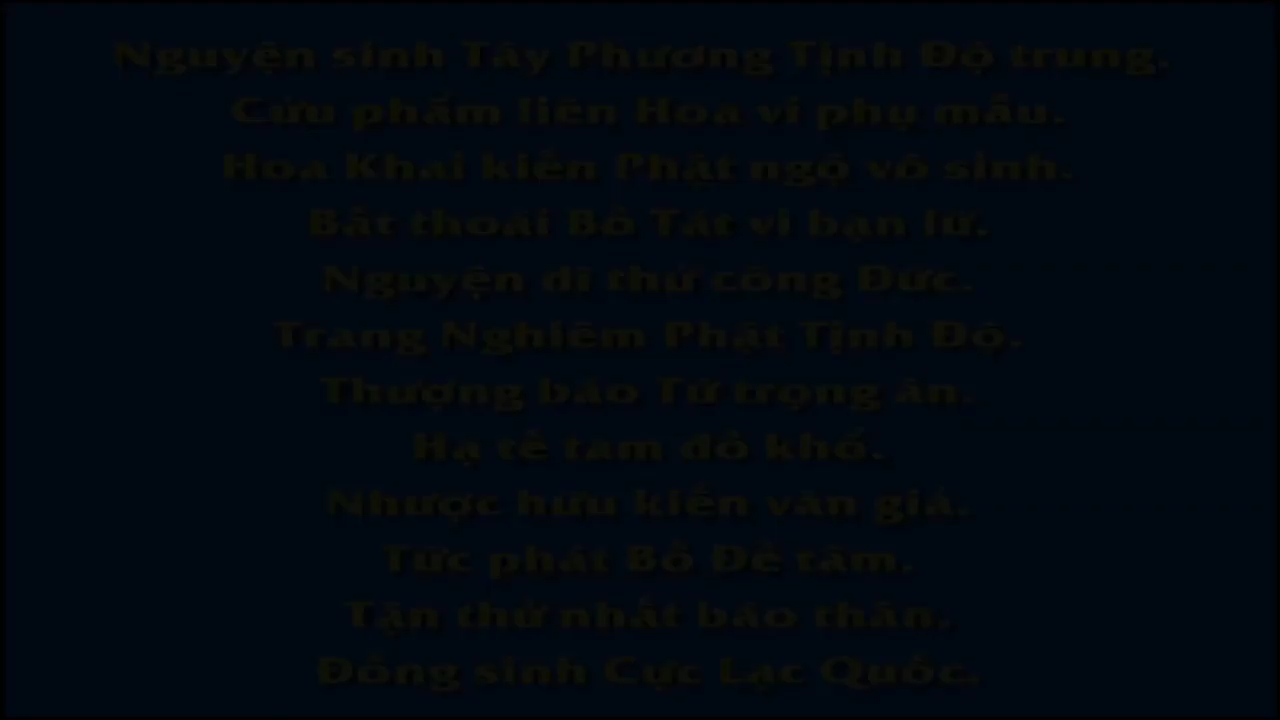 Nguyện sinh Tây Phương Tịnh Độ trung.
Cửu phẩm liên Hoa vi phụ mẫu.
Hoa Khai kiến Phật ngộ vô sinh.
Bất thoái Bồ Tát vi bạn lữ.
Nguyện dĩ thử công Đức.
Trang Nghiêm Phật Tịnh Độ.
Thượng báo Tứ trọng ân.
Hạ tế tam đồ khổ.
Nhược hữu kiến văn giả.
Tức phát Bồ Đề tâm.
Tận thử nhất báo thân.
Đồng sinh Cực Lạc Quốc.